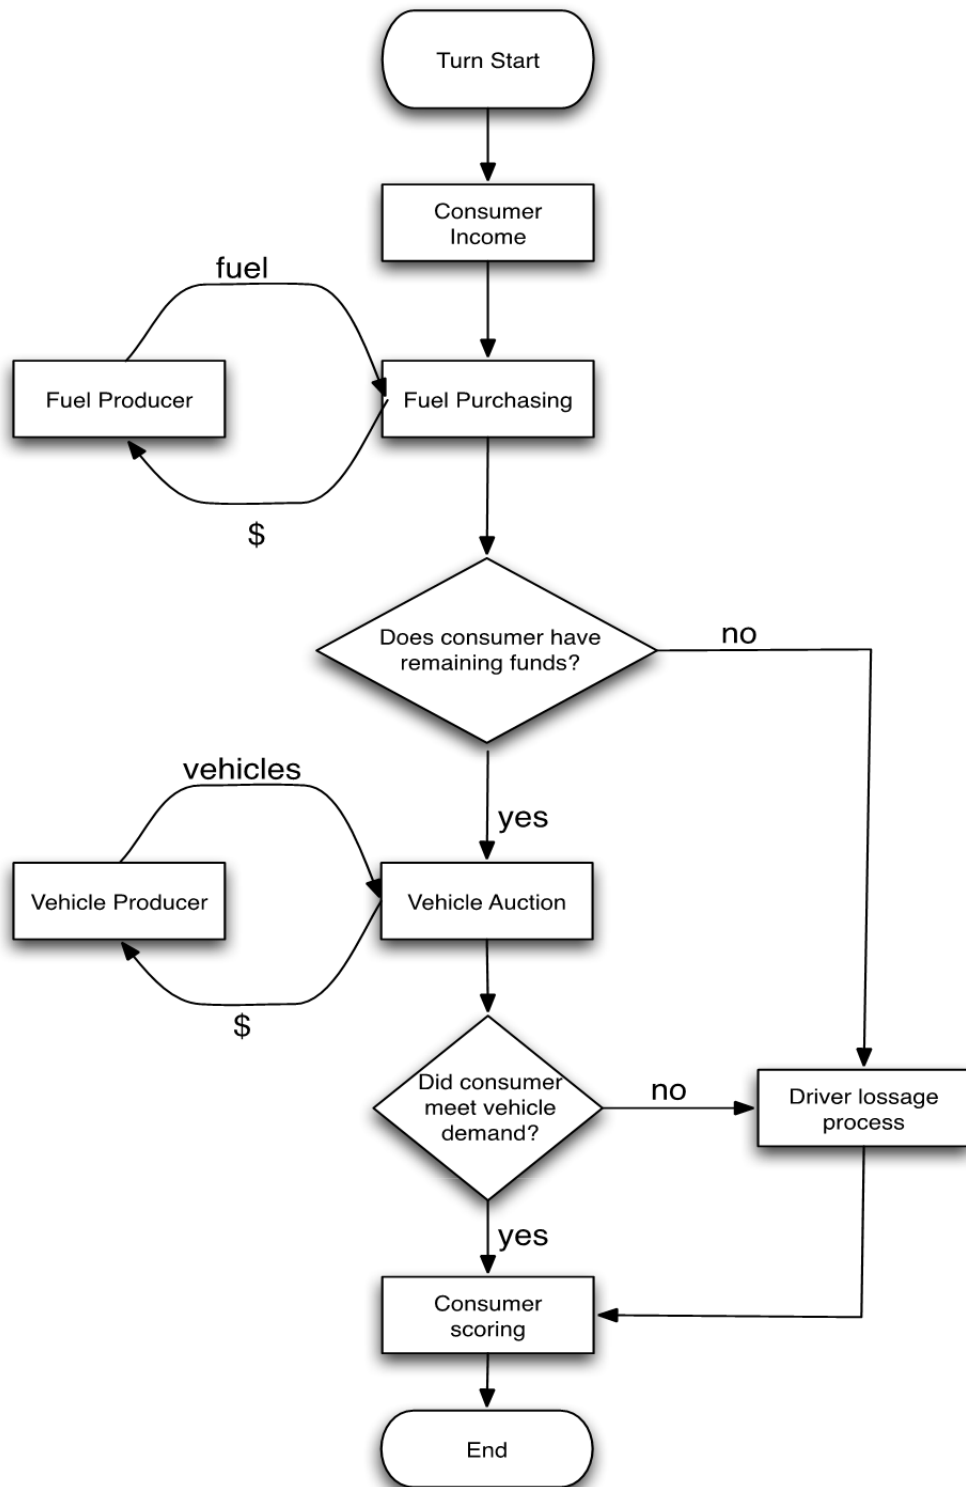 Turn Start
Consumer
Income
fuel
Fuel Producer
Fuel Purchasing
$
Does consumer have
remaining funds?
no
vehicles
yes
Vehicle Producer
Vehicle Auction
$
Did consumer
meet vehicle
demand?
no
Driver lossage
process
yes
Consumer
scoring
End